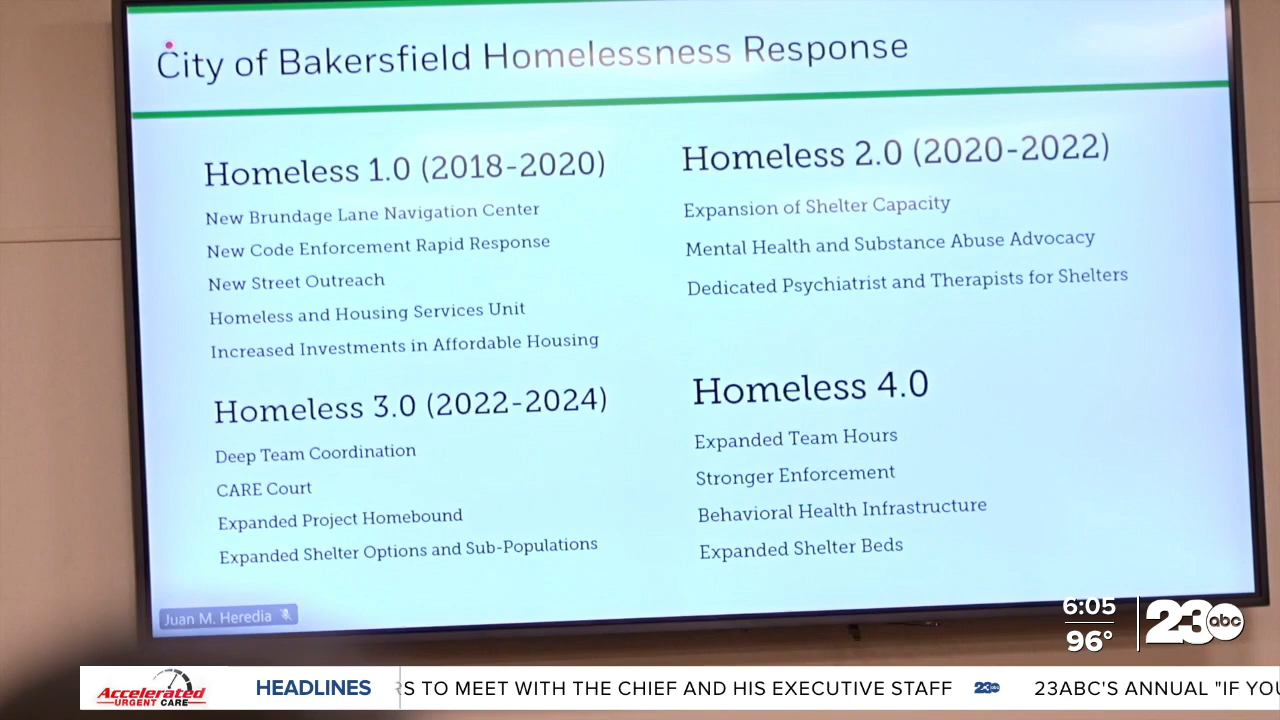 City of Bakersfield Homelessness Response
Homeless 1.0 (2018-2020)
New Brundage Lane Navigation Center
New Code Enforcement Rapid Response
New Street Outreach
Homeless and Housing Services Unit
Increased Investments in Affordable Housing
Homeless 2.0 (2020-2022)
Expansion of Shelter Capacity
Mental Health and Substance Abuse Advocacy
Dedicated Psychiatrist and Therapists for Shelters
Homeless 3.0 (2022-2024)
Deep Team Coordination
CARE Court
Expanded Project Homebound
Expanded Shelter Options and Sub-Populations
Homeless 4.0
Expanded Team Hours
Stronger Enforcement
Behavioral Health Infrastructure
Expanded Shelter Beds
Juan M. Heredia
6:05
96°
23 abc
Accelerated
URGENT CARE
HEADLINES
S TO MEET WITH THE CHIEF AND HIS EXECUTIVE STAFF 23 23ABC'S ANNUAL "IF YOU